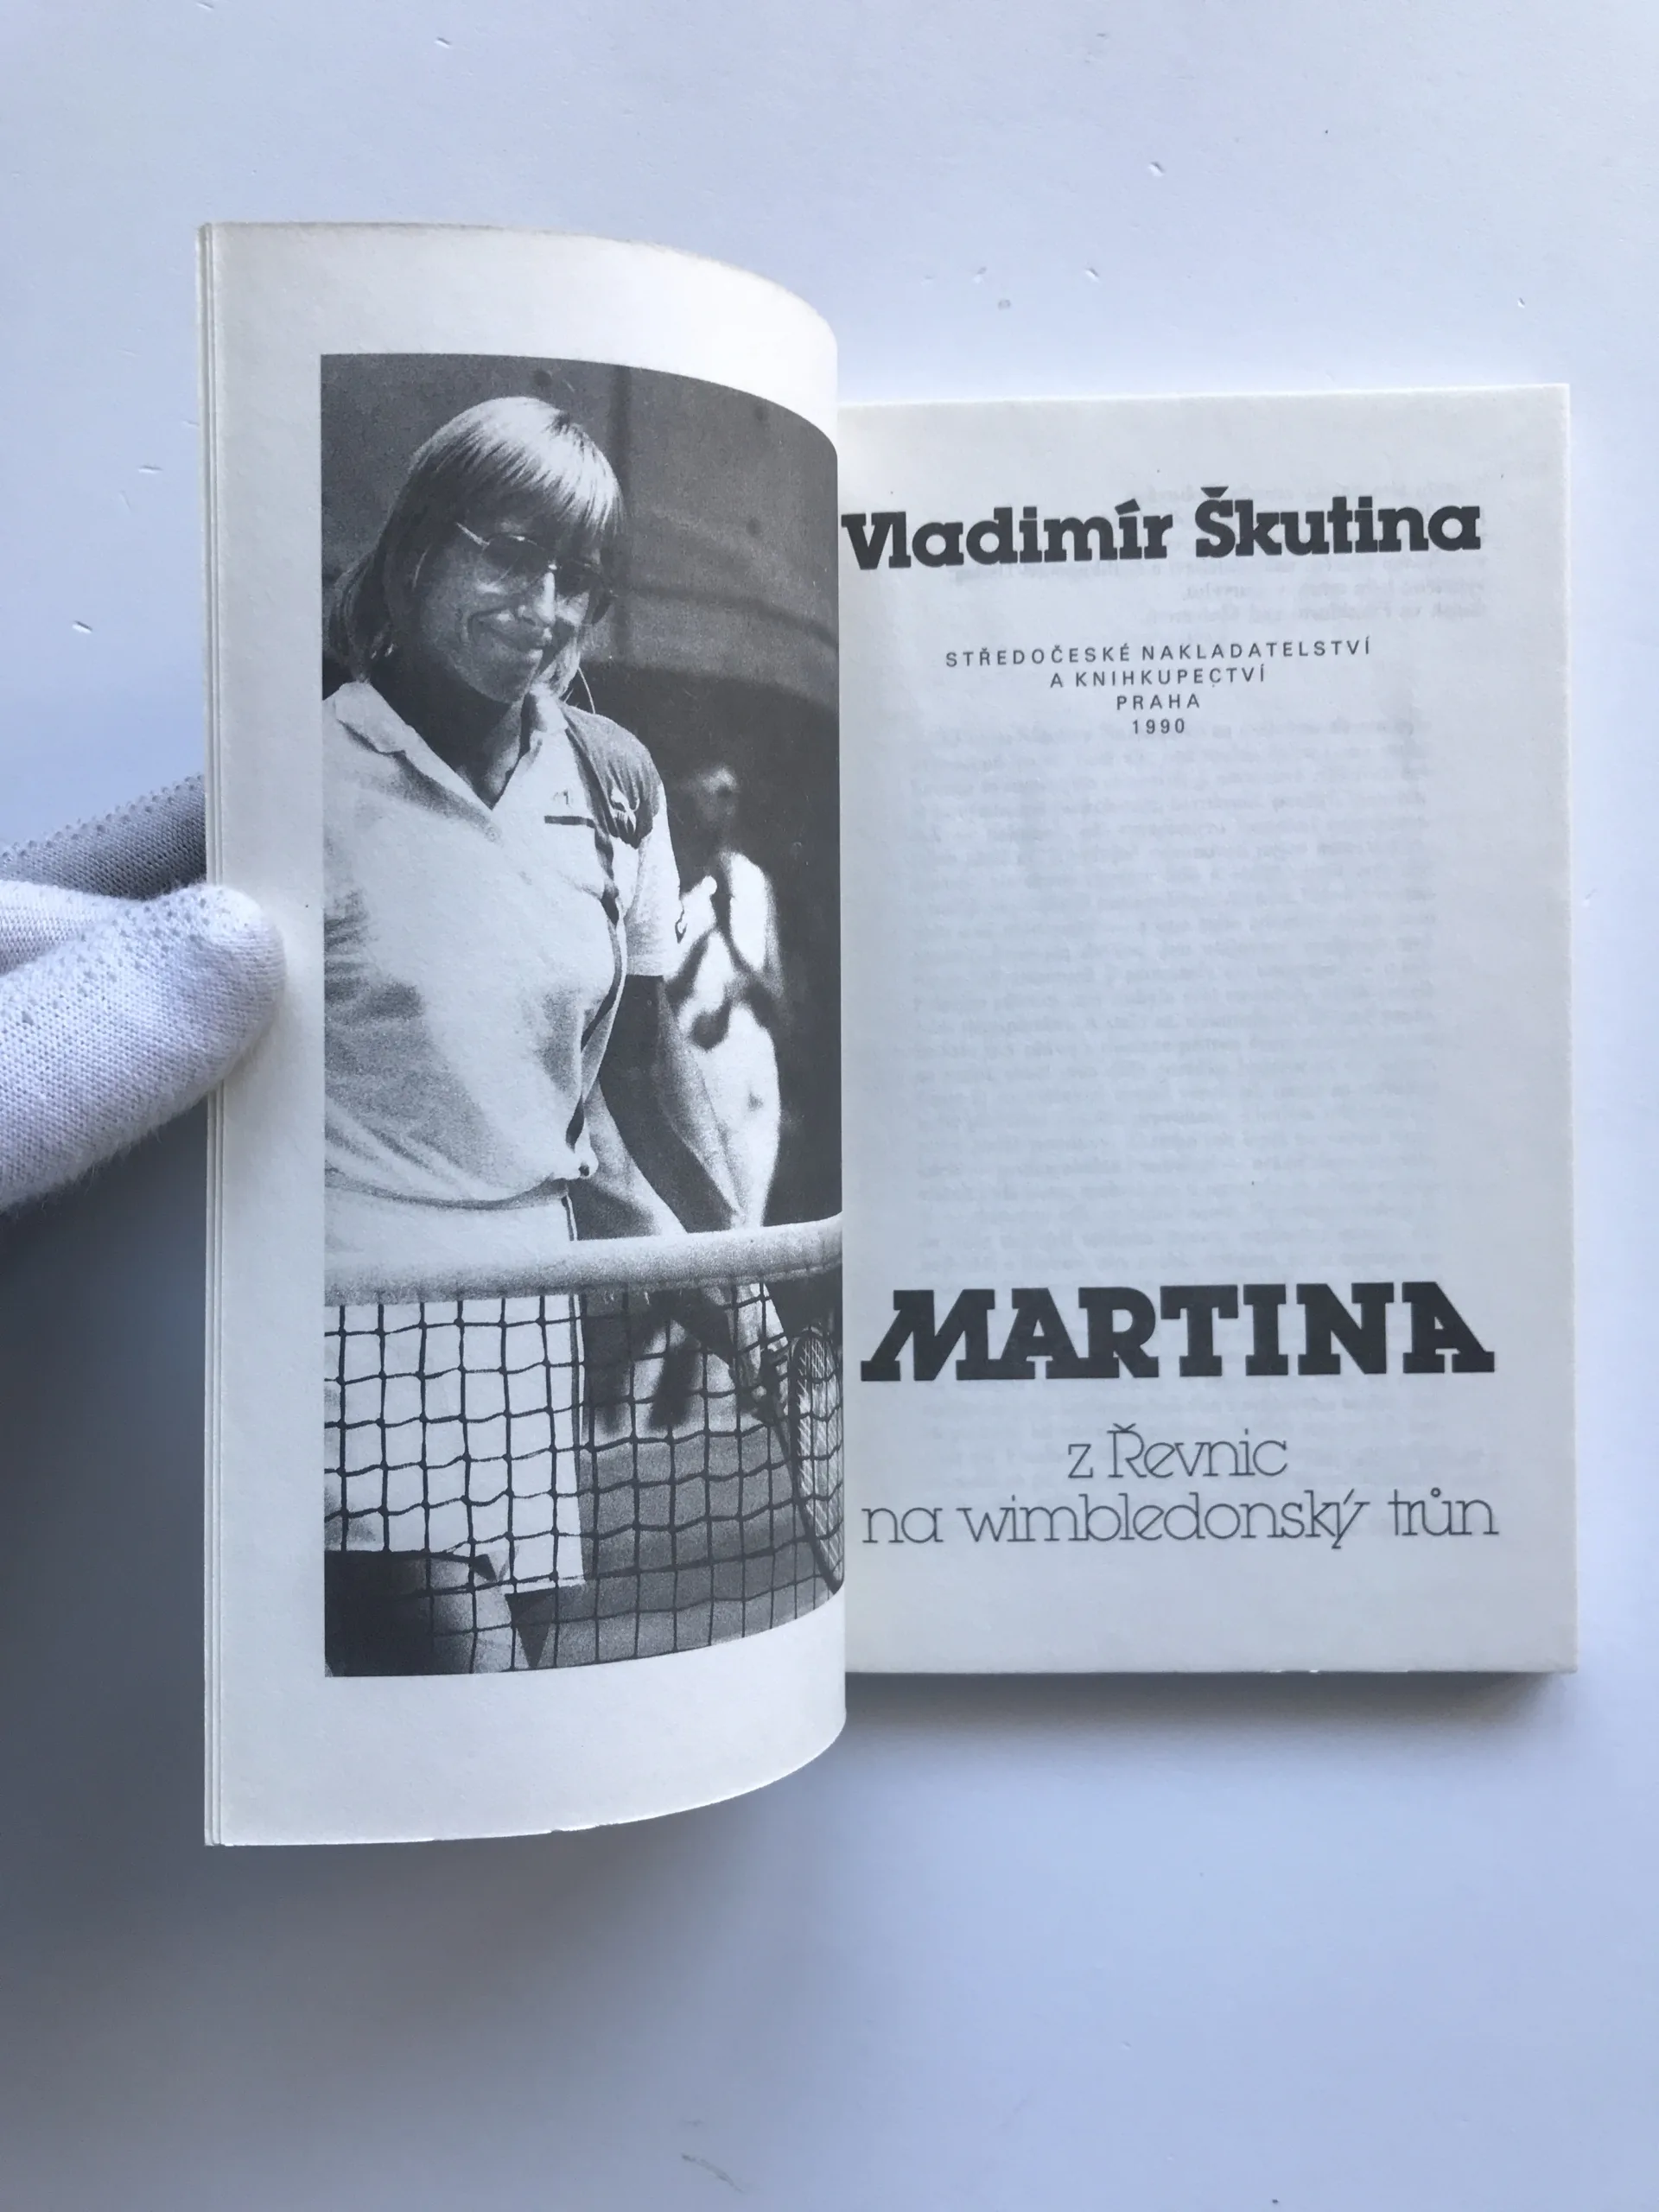 Vladimír Škutina
STŘEDOČESKÉ NAKLADATELSTVÍ
A KNIHKUPECTVÍ
PRAHA
1990
MARTINA
z Řevnic
na wimbledonský trůn